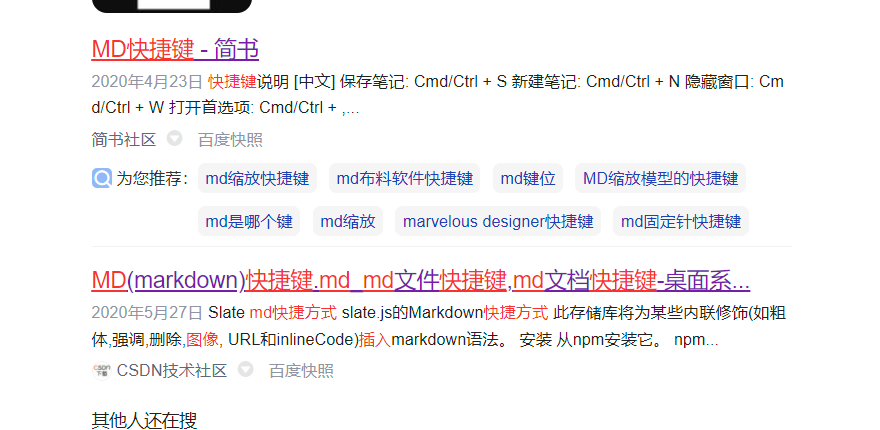 MD快捷键 - 简书
2020年4月23日 快捷键说明 [中文] 保存笔记: Cmd/Ctrl + S 新建笔记: Cmd/Ctrl + N 隐藏窗口: Cm
d/Ctrl + W 打开首选项: Cmd/Ctrl + ,...
简书社区 百度快照
为您推荐: md缩放快捷键 md布料软件快捷键 md键位 MD缩放模型的快捷键
md是哪个键 md缩放 marvelous designer快捷键 md固定针快捷键
MD(markdown)快捷键.md_md文件快捷键,md文档快捷键-桌面系...
2020年5月27日 Slate md快捷方式 slate.js的Markdown快捷方式 此存储库将为某些内联修饰(如粗
体,强调,删除,图像, URL和inlineCode)插入markdown语法。 安装 从npm安装它。 npm...
CSDN下载 CSDN技术社区 百度快照
其他人还在搜